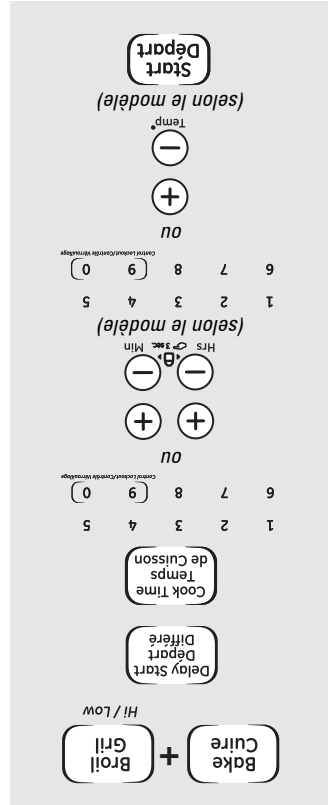 Bake
Cuire
+
Broil
Gril
Hi / Low
Delay Start
Départ
Différé
Cook Time
Temps
de Cuisson
1 2 3 4 5
6 7 8 9 0
Control Lockout/Contrôle Vérrouillage
ou
+ +
− −
Hrs 3 sec. Min
(selon le modèle)
1 2 3 4 5
6 7 8 9 0
Control Lockout/Contrôle Vérrouillage
ou
+
−
Temp°
(selon le modèle)
Start
Départ